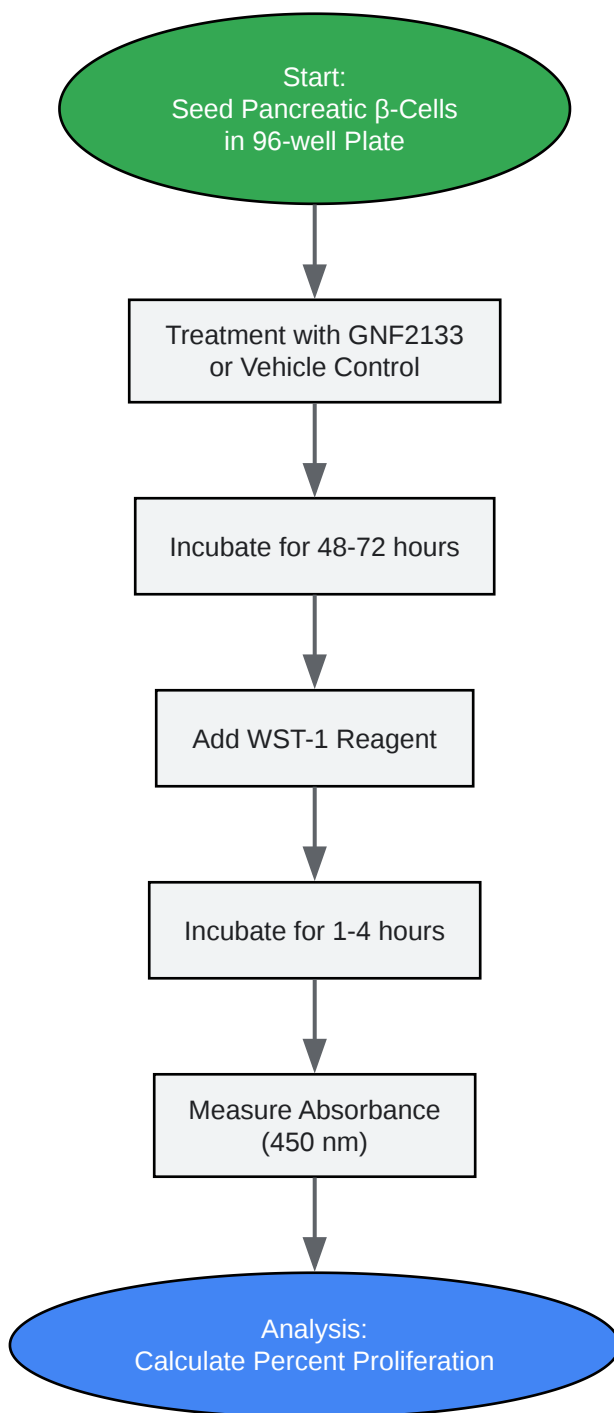 Start:
Seed Pancreatic β-Cells
in 96-well Plate
Treatment with GNF2133
or Vehicle Control
Incubate for 48-72 hours
Add WST-1 Reagent
Incubate for 1-4 hours
Measure Absorbance
(450 nm)
Analysis:
Calculate Percent Proliferation